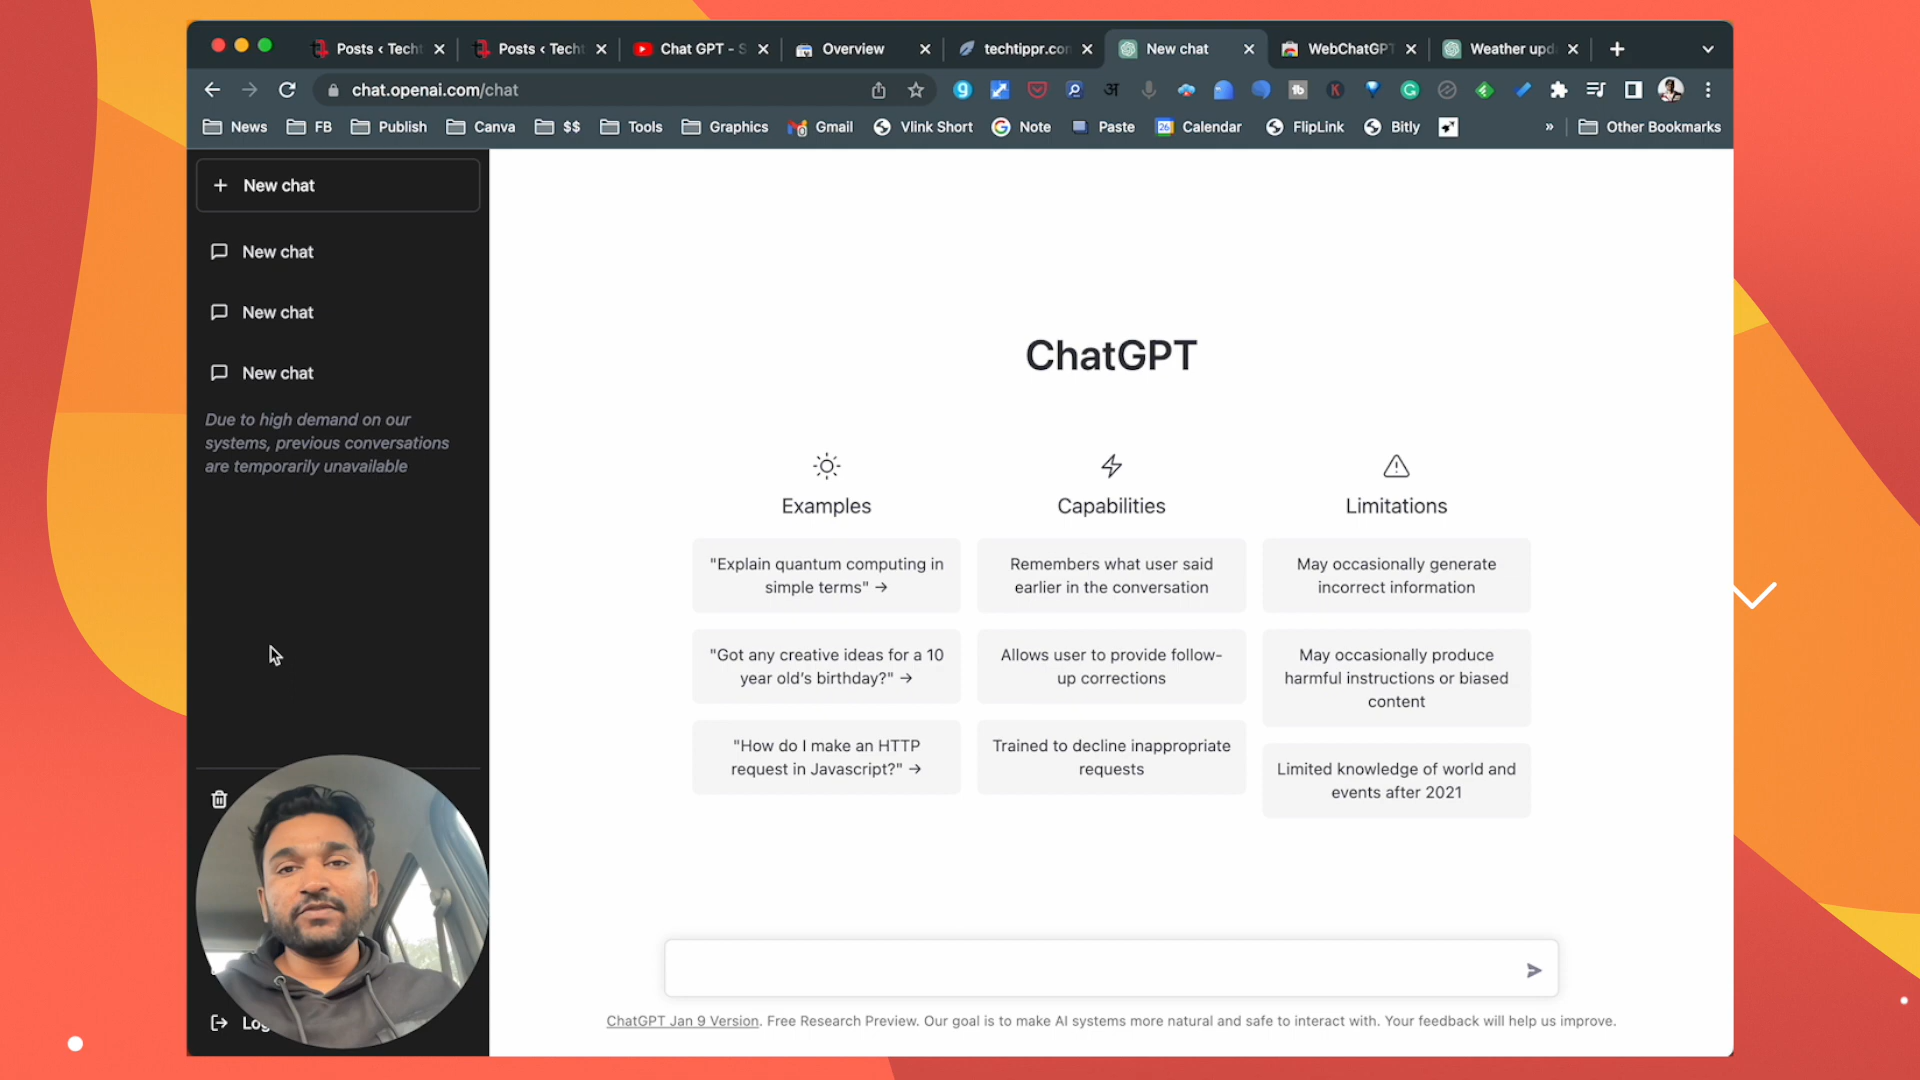 Posts ‹ Techt
Posts ‹ Techt
Chat GPT - S
Overview
techtippr.con
New chat
WebChatGPT
Weather upd
chat.openai.com/chat
News
FB
Publish
Canva
$$
Tools
Graphics
Gmail
Vlink Short
Note
Paste
26
Calendar
FlipLink
Bitly
»
Other Bookmarks
+ New chat
New chat
New chat
New chat
Due to high demand on our
systems, previous conversations
are temporarily unavailable
ChatGPT
Examples
"Explain quantum computing in
simple terms" →
"Got any creative ideas for a 10
year old's birthday?" →
"How do I make an HTTP
request in Javascript?" →
Capabilities
Remembers what user said
earlier in the conversation
Allows user to provide follow-
up corrections
Trained to decline inappropriate
requests
Limitations
May occasionally generate
incorrect information
May occasionally produce
harmful instructions or biased
content
Limited knowledge of world and
events after 2021
ChatGPT Jan 9 Version. Free Research Preview. Our goal is to make AI systems more natural and safe to interact with. Your feedback will help us improve.